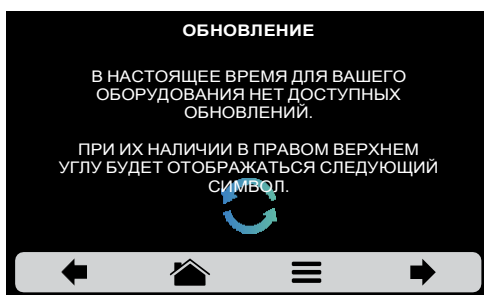 ОБНОВЛЕНИЕ
В НАСТОЯЩЕЕ ВРЕМЯ ДЛЯ ВАШЕГО
ОБОРУДОВАНИЯ НЕТ ДОСТУПНЫХ
ОБНОВЛЕНИЙ.
ПРИ ИХ НАЛИЧИИ В ПРАВОМ ВЕРХНЕМ
УГЛУ БУДЕТ ОТОБРАЖАТЬСЯ СЛЕДУЮЩИЙ
СИМВОЛ.